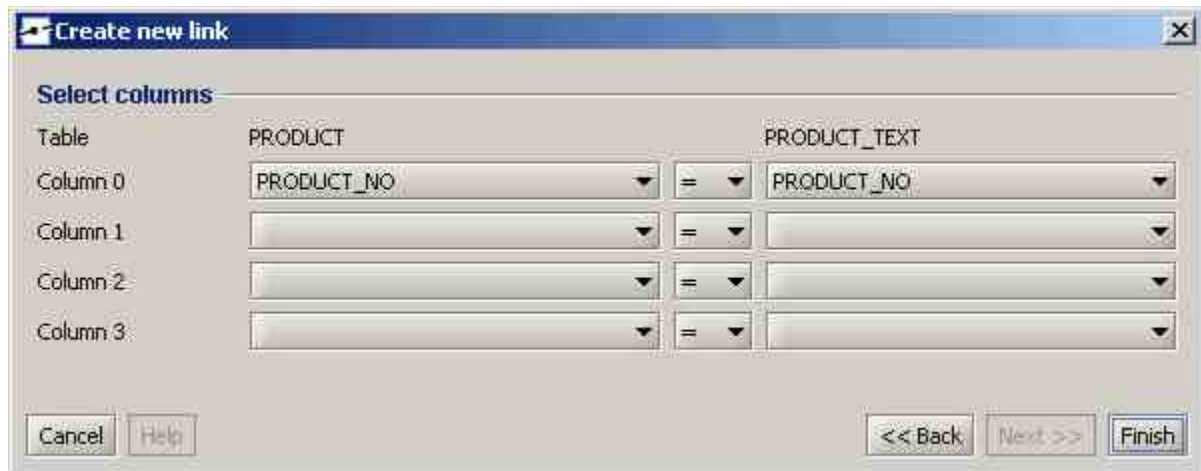 Create new link
Select columns
Table PRODUCT PRODUCT_TEXT
Column 0 PRODUCT_NO = PRODUCT_NO
Column 1 =
Column 2 =
Column 3 =
Cancel Help << Back Next >> Finish